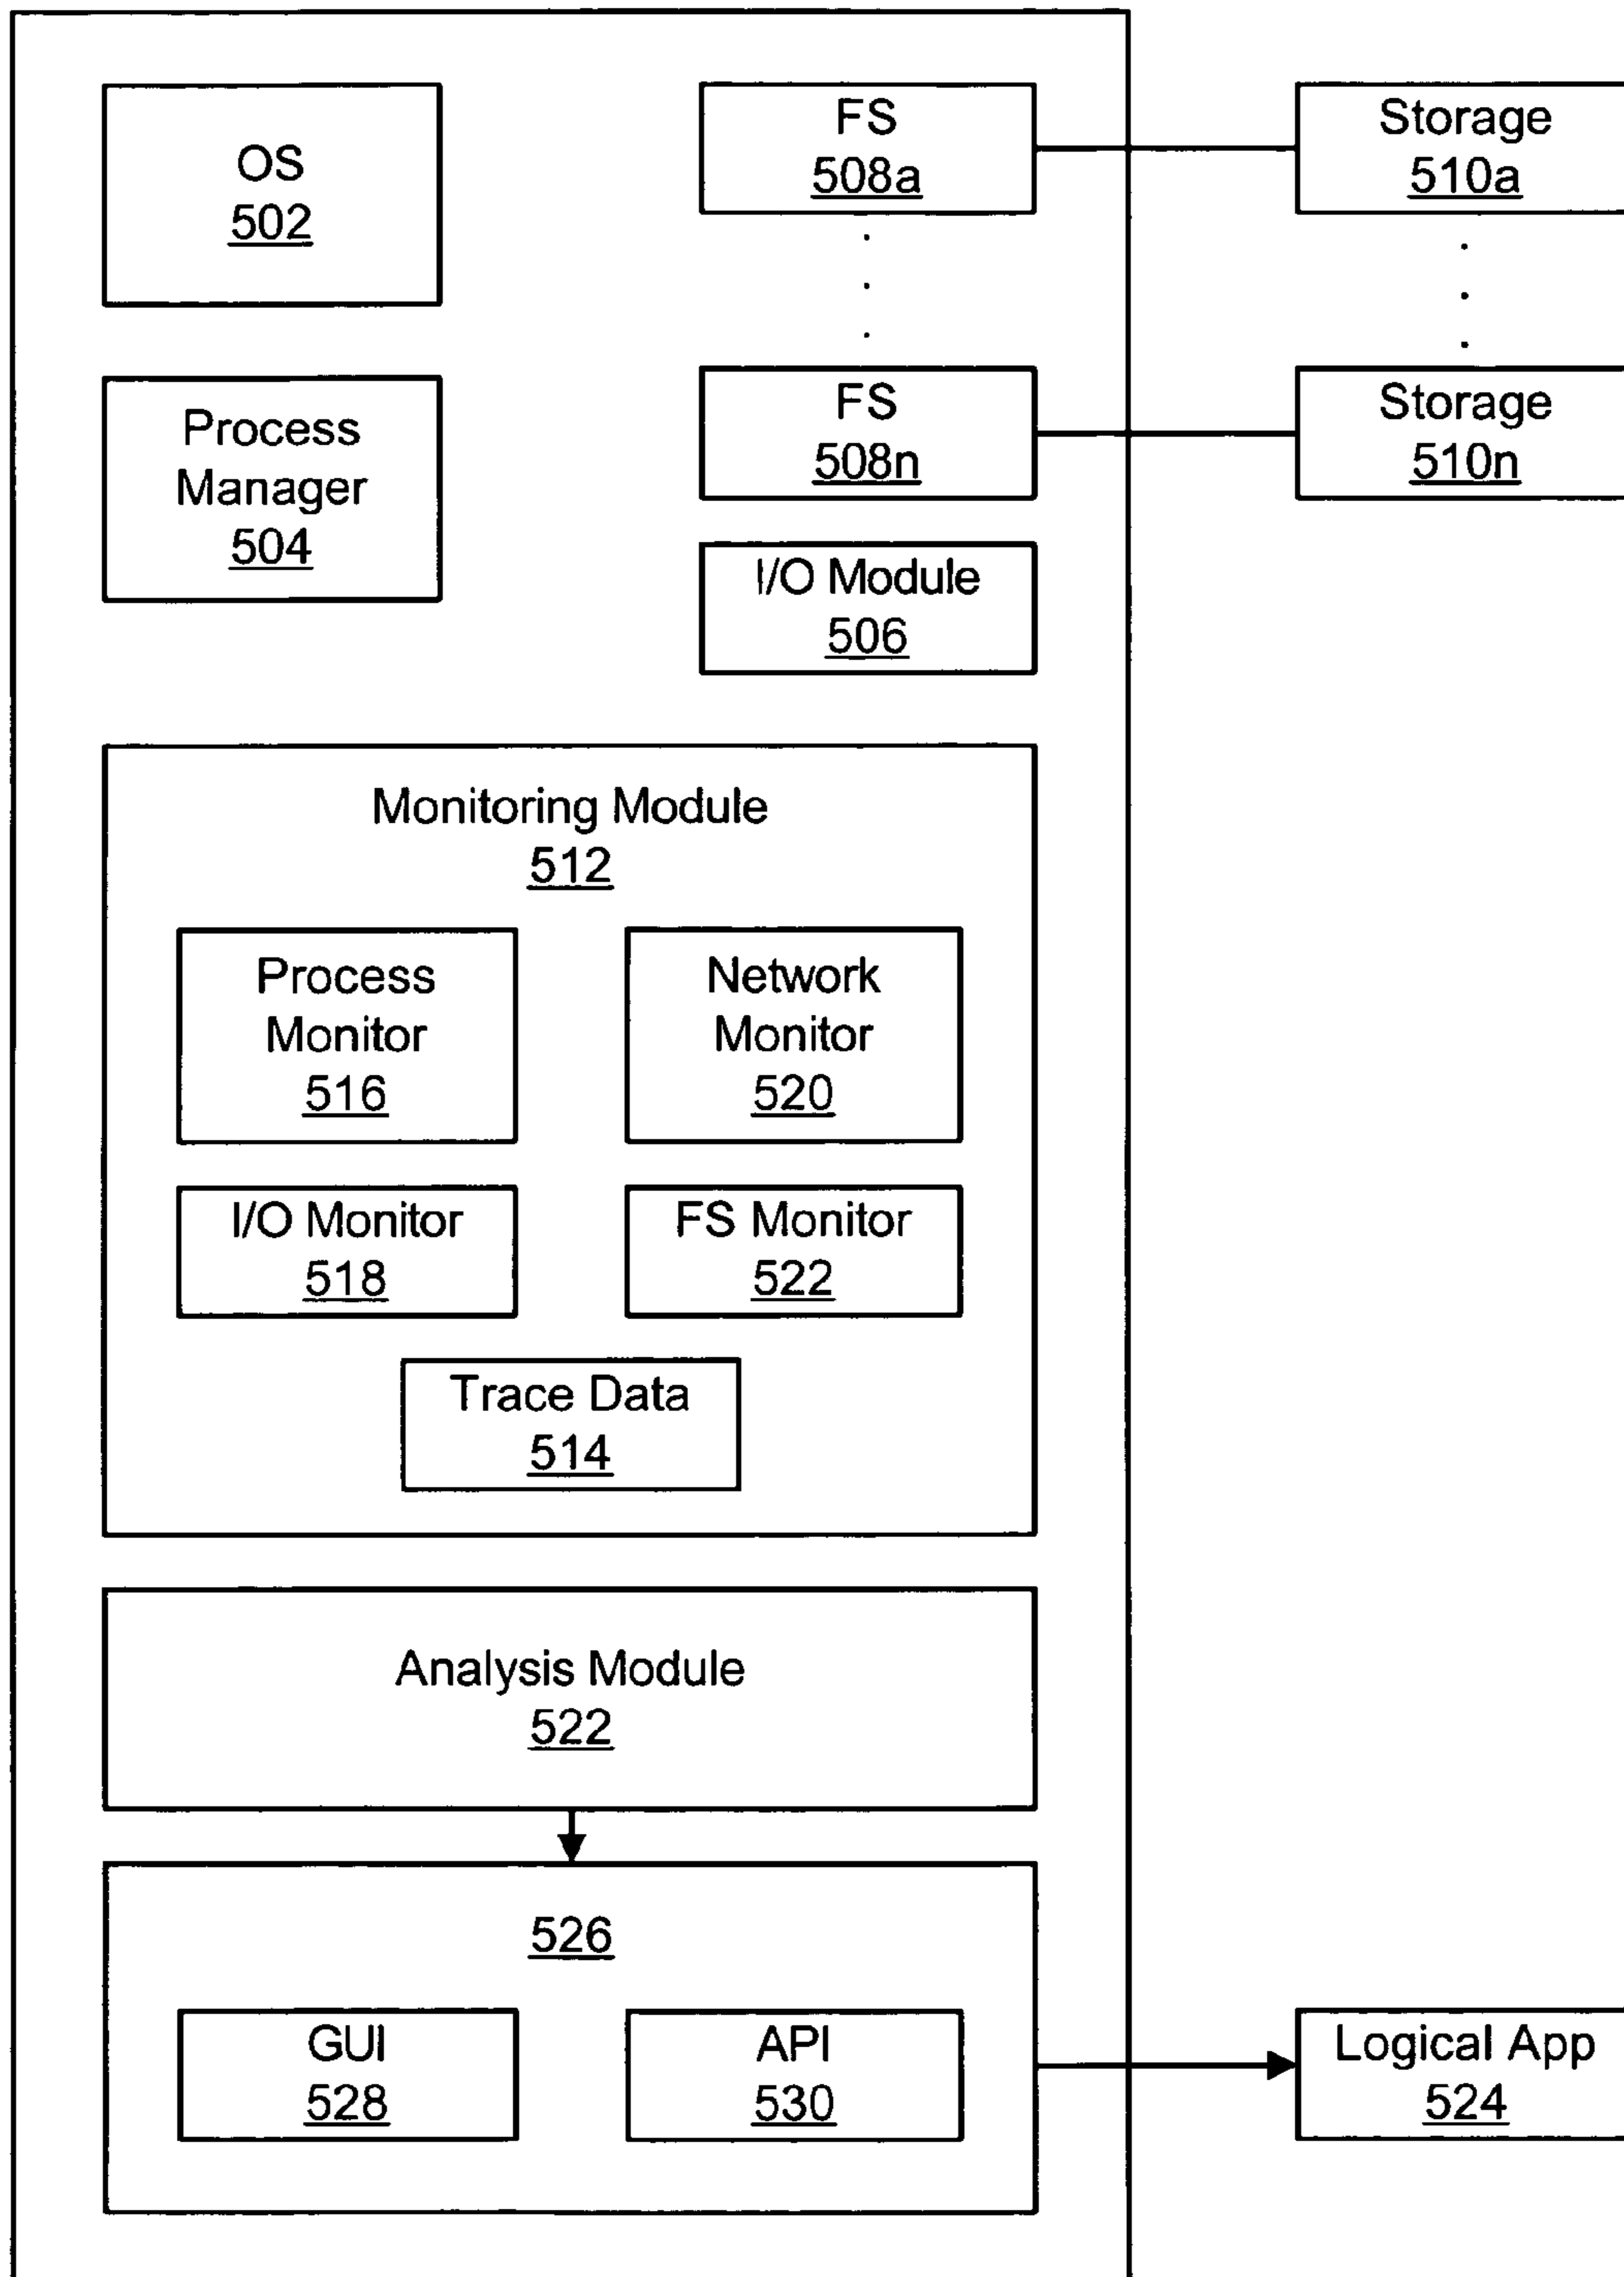 OS
502
FS
508a
Storage
510a
Process
Manager
504
FS
508n
Storage
510n
I/O Module
506
Monitoring Module
512
Process
Monitor
516
Network
Monitor
520
I/O Monitor
518
FS Monitor
522
Trace Data
514
Analysis Module
522
526
GUI
528
API
530
Logical App
524